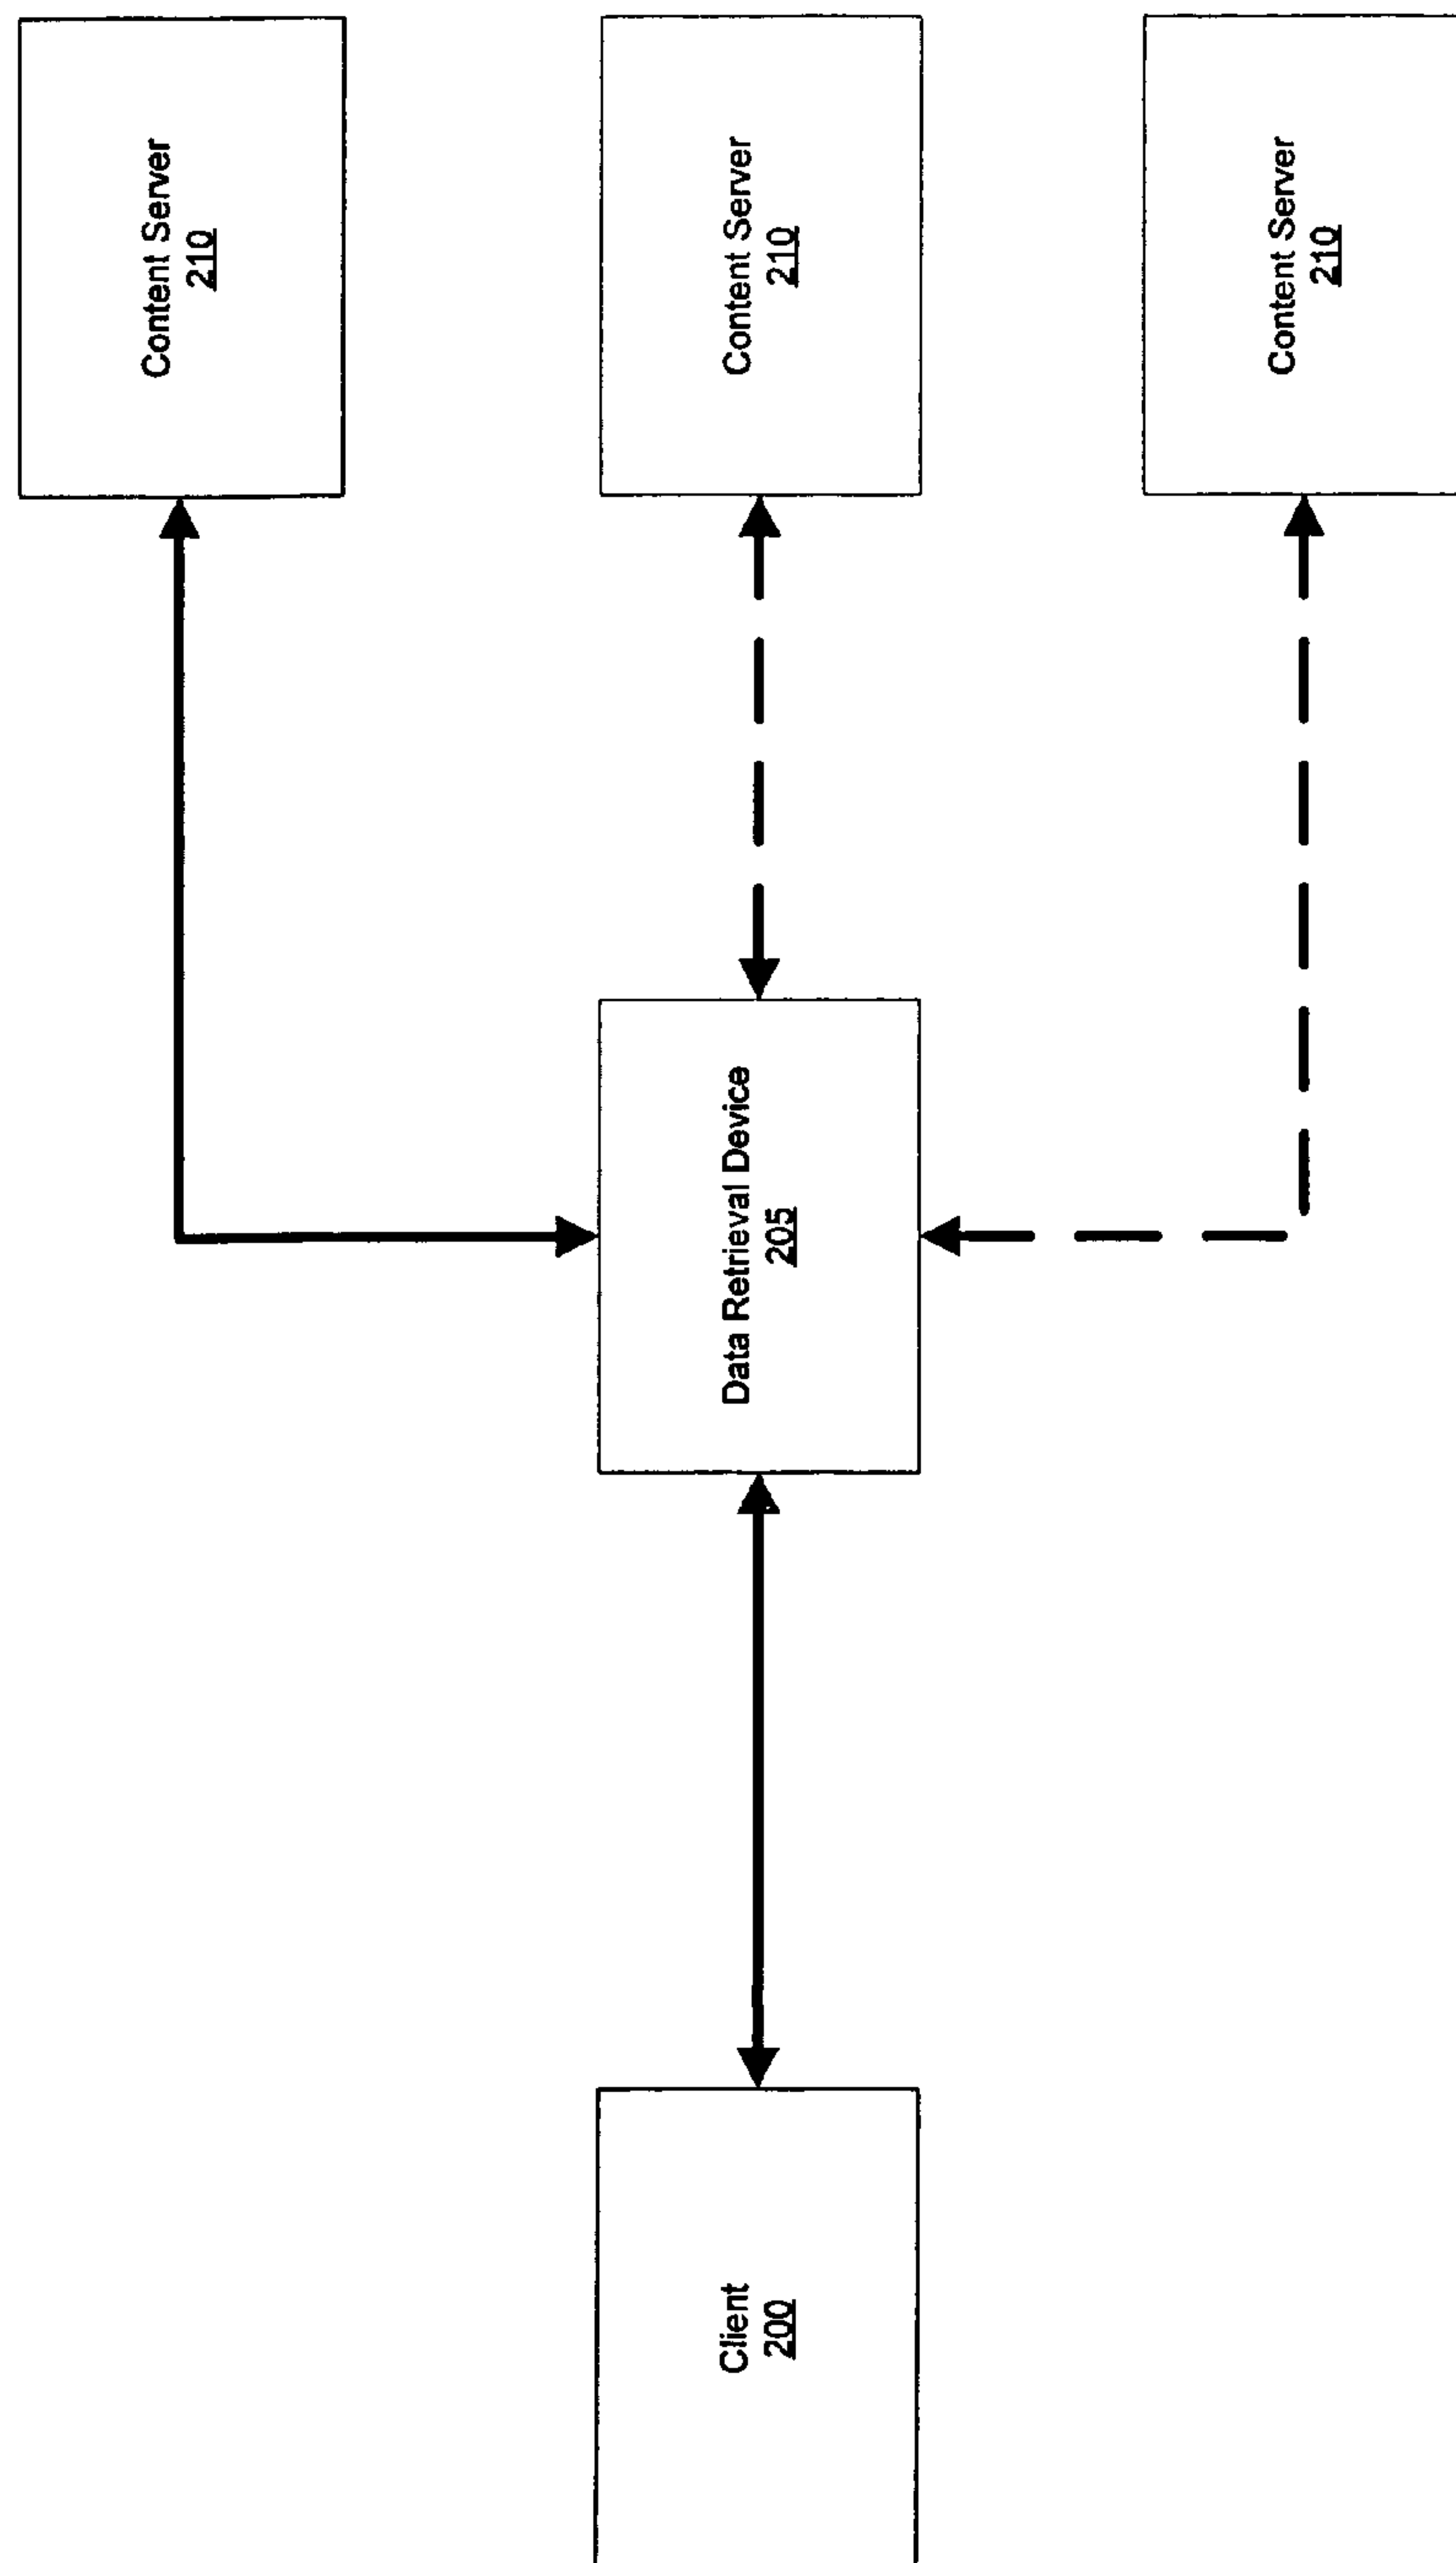 Content Server
210
Content Server
210
Content Server
210
Data Retrieval Device
205
Client
200